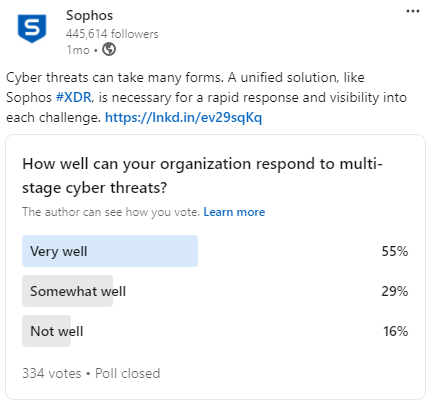 Sophos
445,614 followers
1mo •
Cyber threats can take many forms. A unified solution, like
Sophos #XDR, is necessary for a rapid response and visibility into
each challenge. https://lnkd.in/ev29sqKq
How well can your organization respond to multi-
stage cyber threats?
The author can see how you vote. Learn more
Very well 55%
Somewhat well 29%
Not well 16%
334 votes • Poll closed